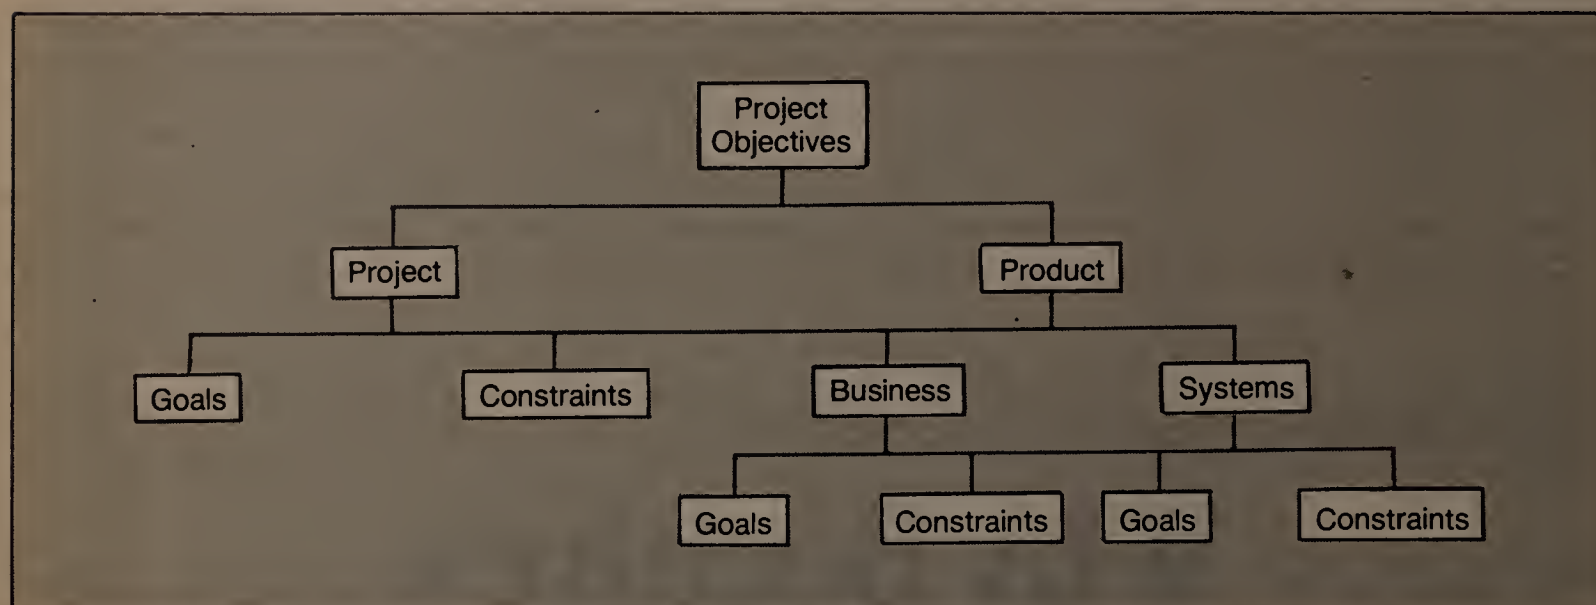 Project
Objectives
Project
Product
Goals
Constraints
Business
Systems
Goals
Constraints
Goals
Constraints